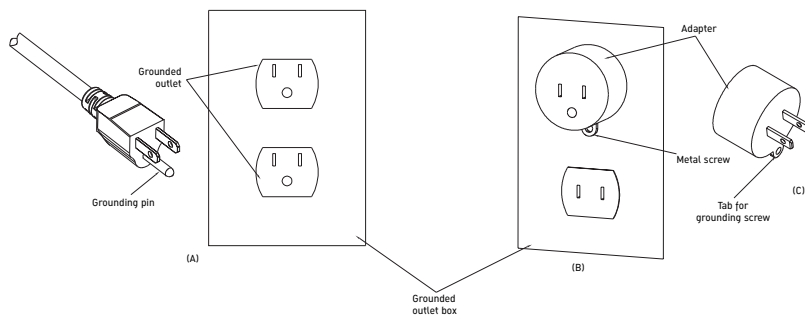 Grounded
outlet
Grounding pin
(A)
Grounded
outlet box
Adapter
Metal screw
(B)
Tab for
grounding screw
(C)